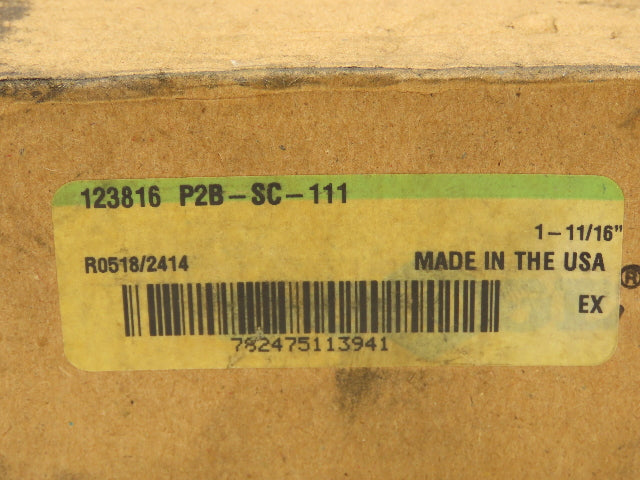 123816 P2B-SC-111
1-11/16"
R0518/2414 MADE IN THE USA
®
EX
782475113941